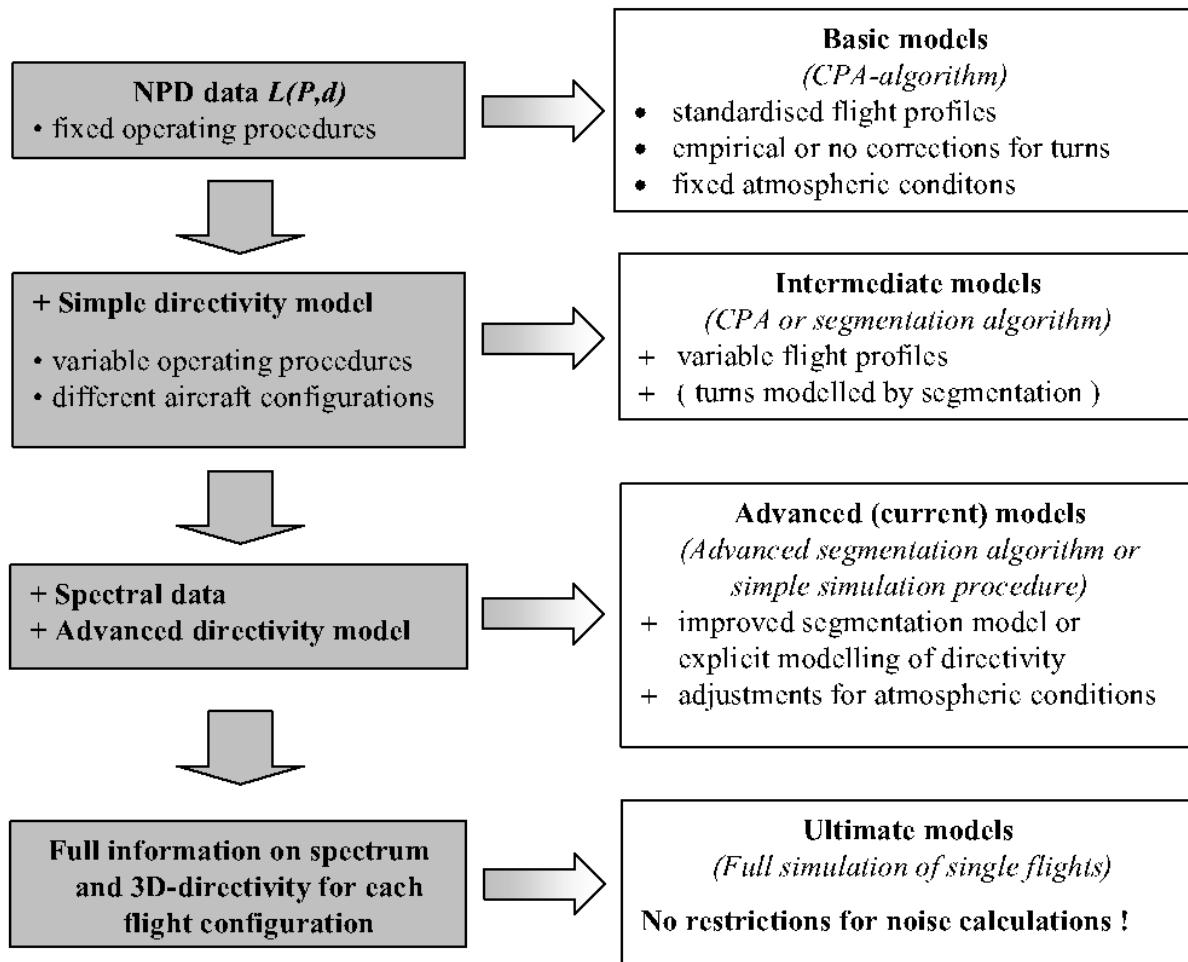 NPD data L(P,d)
• fixed operating procedures
Basic models
(CPA-algorithm)
• standardised flight profiles
• empirical or no corrections for turns
• fixed atmospheric conditons
+ Simple directivity model
• variable operating procedures
• different aircraft configurations
Intermediate models
(CPA or segmentation algorithm)
+ variable flight profiles
+ ( turns modelled by segmentation )
+ Spectral data
+ Advanced directivity model
Advanced (current) models
(Advanced segmentation algorithm or
simple simulation procedure)
+ improved segmentation model or
explicit modelling of directivity
+ adjustments for atmospheric conditions
Full information on spectrum
and 3D-directivity for each
flight configuration
Ultimate models
(Full simulation of single flights)
No restrictions for noise calculations !